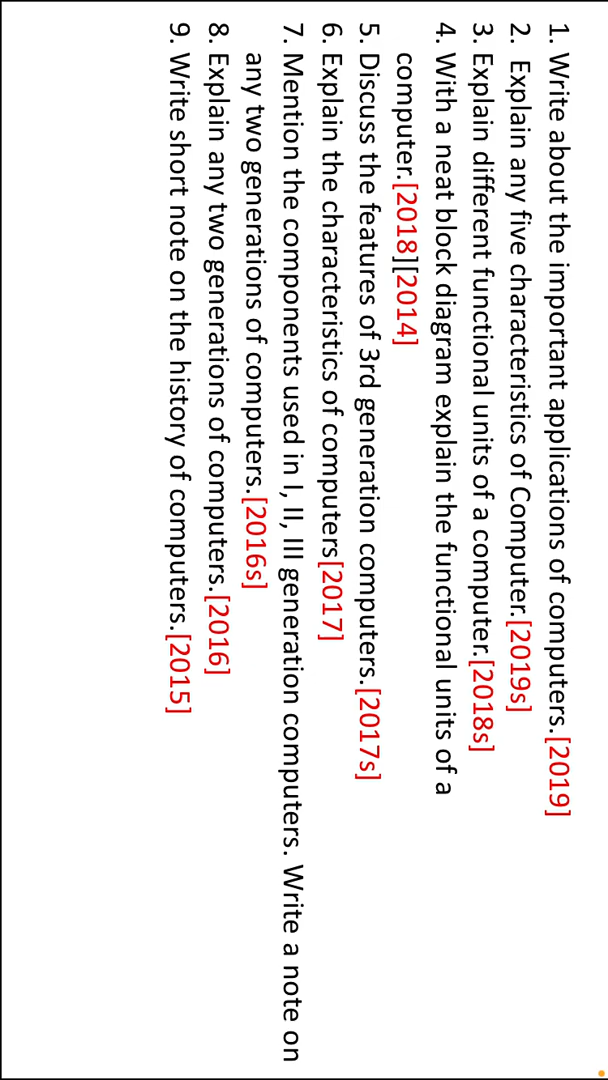 1. Write about the important applications of computers.[2019]
2. Explain any five characteristics of Computer.[2019s]
3. Explain different functional units of a computer.[2018s]
4. With a neat block diagram explain the functional units of a
computer.[2018][2014]
5. Discuss the features of 3rd generation computers.[2017s]
6. Explain the characteristics of computers[2017]
7. Mention the components used in I, II, III generation computers. Write a note on
any two generations of computers.[2016s]
8. Explain any two generations of computers.[2016]
9. Write short note on the history of computers.[2015]